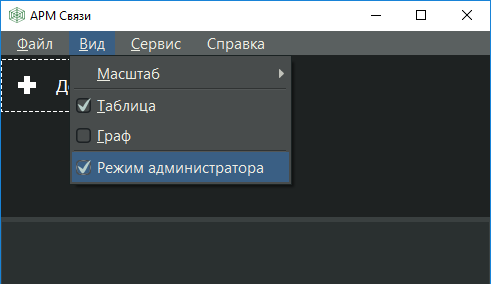 АРМ Связи
Файл Вид Сервис Справка
Масштаб
Таблица
Граф
Режим администратора